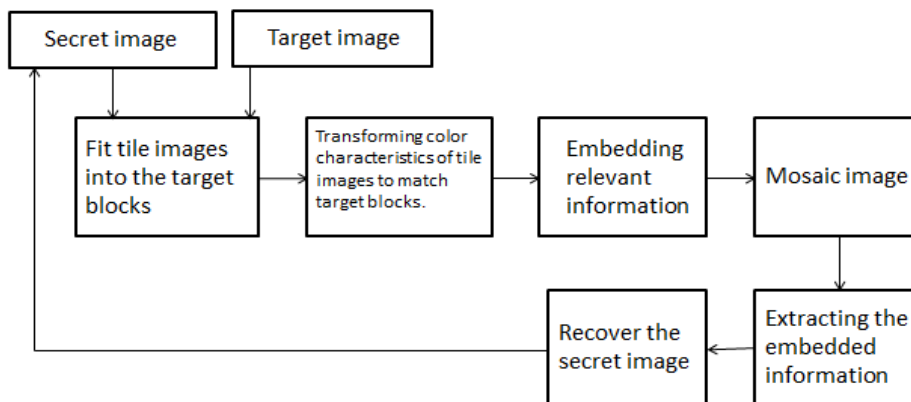 Secret image
Target image
Fit tile images
into the target
blocks
Transforming color
characteristics of tile
images to match
target blocks.
Embedding
relevant
information
Mosaic image
Recover the
secret image
Extracting the
embedded
information